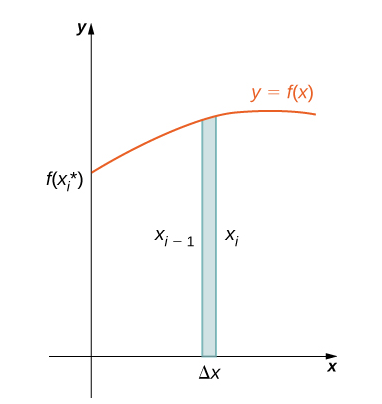 y
y = f(x)
f(xᵢ*)
xᵢ₋₁
xᵢ
x
Δx